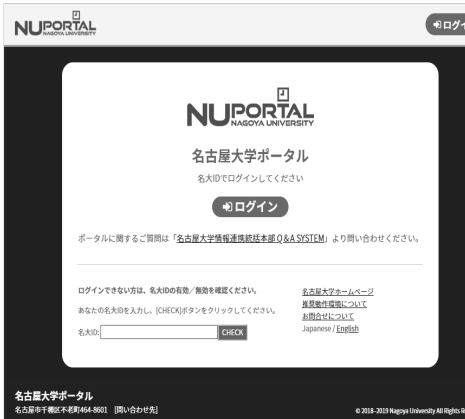 NUPORTAL
NAGOYA UNIVERSITY
ログイ
NUPORTAL
NAGOYA UNIVERSITY
名古屋大学ポータル
名大IDでログインしてください
ログイン
ポータルに関するご質問は「名古屋大学情報連携統括本部 Q & A SYSTEM」より問い合わせください。
ログインできない方は、名大IDの有効／無効を確認ください。
あなたの名大IDを入力し、[CHECK]ボタンをクリックしてください。
名大ID:
CHECK
名古屋大学ホームページ
推奨動作環境について
お問合せについて
Japanese / English
名古屋大学ポータル
名古屋市千種区不老町464-8601 [問い合わせ先]
© 2018-2019 Nagoya University All Rights Re